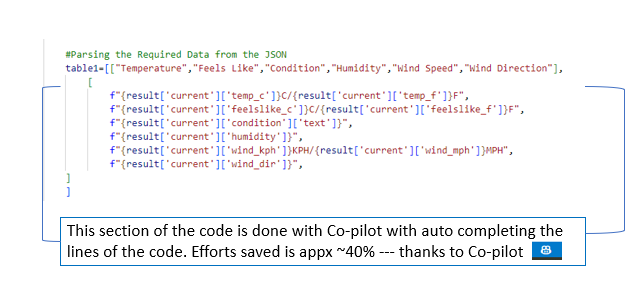 #Parsing the Required Data from the JSON
table1=[["Temperature","Feels Like","Condition","Humidity","Wind Speed","Wind Direction"],
[
f"{result['current']['temp_c']}C/{result['current']['temp_f']}F",
f"{result['current']['feelslike_c']}C/{result['current']['feelslike_f']}F",
f"{result['current']['condition']['text']}",
f"{result['current']['humidity']}",
f"{result['current']['wind_kph']}KPH/{result['current']['wind_mph']}MPH",
f"{result['current']['wind_dir']}",
]
]
This section of the code is done with Co-pilot with auto completing the
lines of the code. Efforts saved is appx ~40% --- thanks to Co-pilot